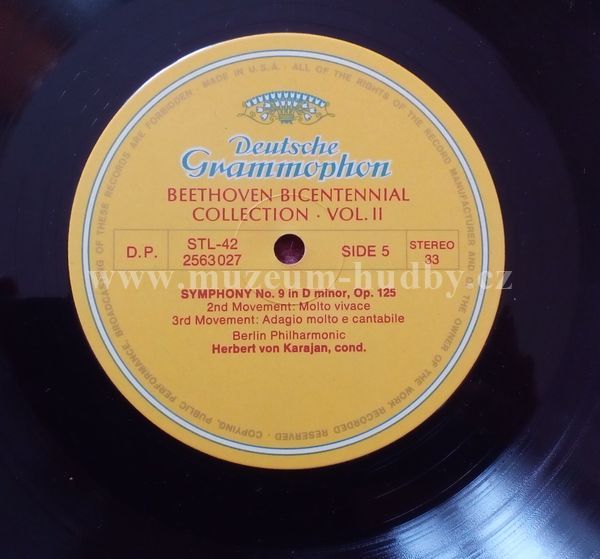 MADE IN U.S.A. · ALL OF THE RIGHTS OF THE RECORD MANUFACTURER AND OF THE OWNER OF THE WORK RECORDED RESERVED · COPYING, PUBLIC PERFORMANCE, BROADCASTING OF THESE RECORDS ARE FORBIDDEN ·
Deutsche
Grammophon
BEETHOVEN BICENTENNIAL
COLLECTION · VOL. II
D.P. STL-42 SIDE 5 STEREO
2563 027 33
www.muzeum-hudby.cz
SYMPHONY No. 9 in D minor, Op. 125
2nd Movement: Molto vivace
3rd Movement: Adagio molto e cantabile
Berlin Philharmonic
Herbert von Karajan, cond.